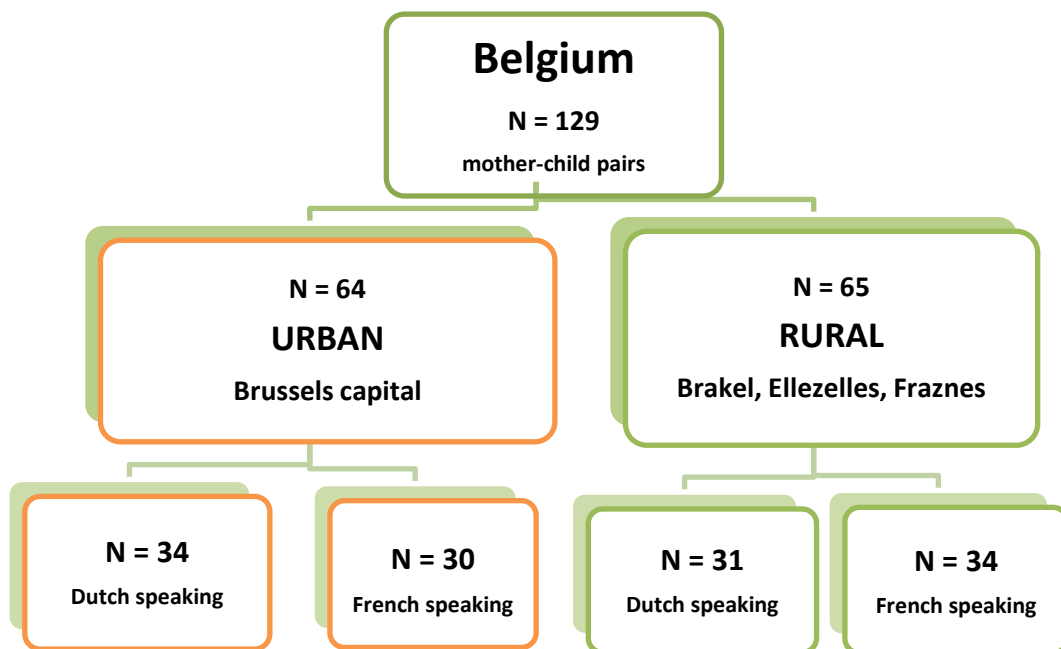 Belgium
N = 129
mother-child pairs
N = 64
URBAN
Brussels capital
N = 65
RURAL
Brakel, Ellezelles, Fraznes
N = 34
Dutch speaking
N = 30
French speaking
N = 31
Dutch speaking
N = 34
French speaking